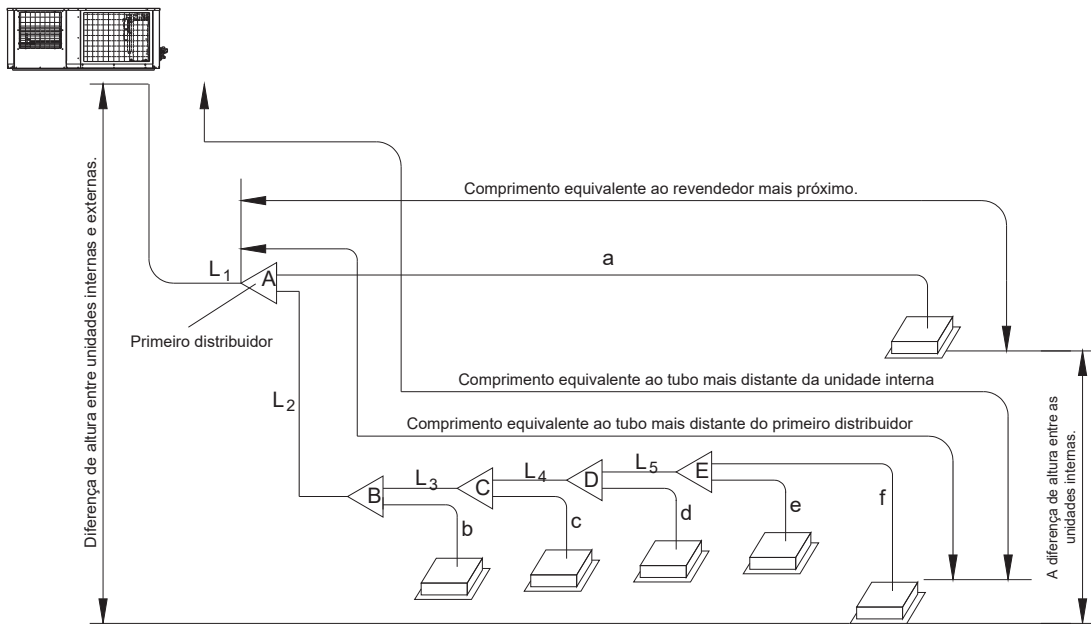 Diferença de altura entre unidades internas e externas.
Comprimento equivalente ao revendedor mais próximo.
L1
A
a
Primeiro distribuidor
Comprimento equivalente ao tubo mais distante da unidade interna
L2
Comprimento equivalente ao tubo mais distante do primeiro distribuidor
A diferença de altura entre as
unidades internas.
B
L3
C
L4
D
L5
E
b
c
d
e
f